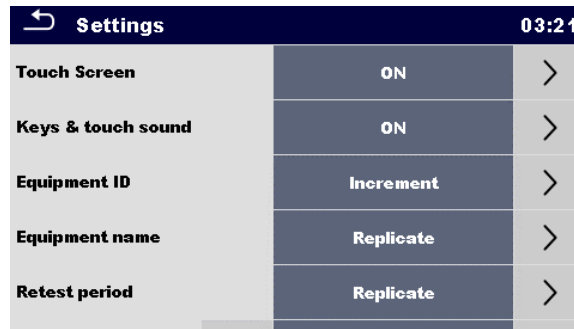 Settings 03:21
Touch Screen ON
Keys & touch sound ON
Equipment ID Increment
Equipment name Replicate
Retest period Replicate